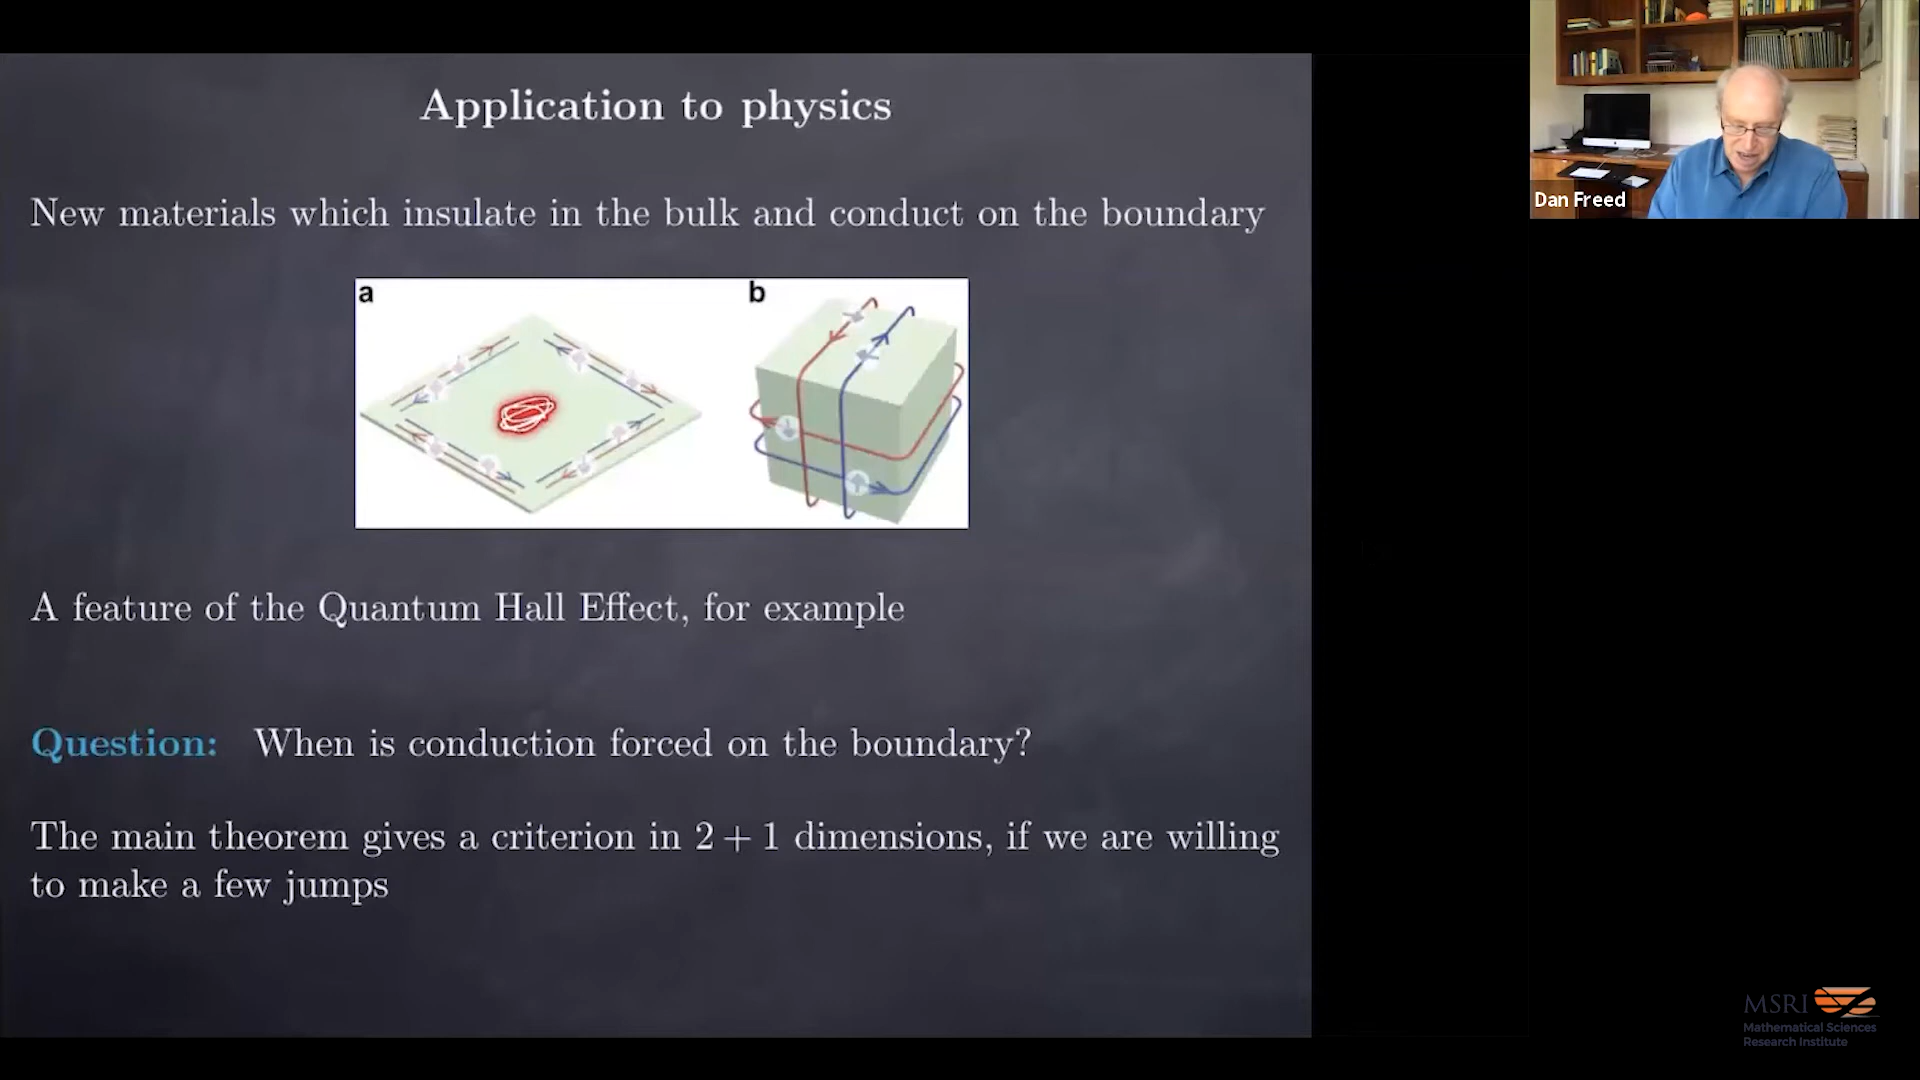 Application to physics
New materials which insulate in the bulk and conduct on the boundary
a
b
A feature of the Quantum Hall Effect, for example
Question: When is conduction forced on the boundary?
The main theorem gives a criterion in 2 + 1 dimensions, if we are willing
to make a few jumps
Dan Freed
MSRI
Mathematical Sciences
Research Institute